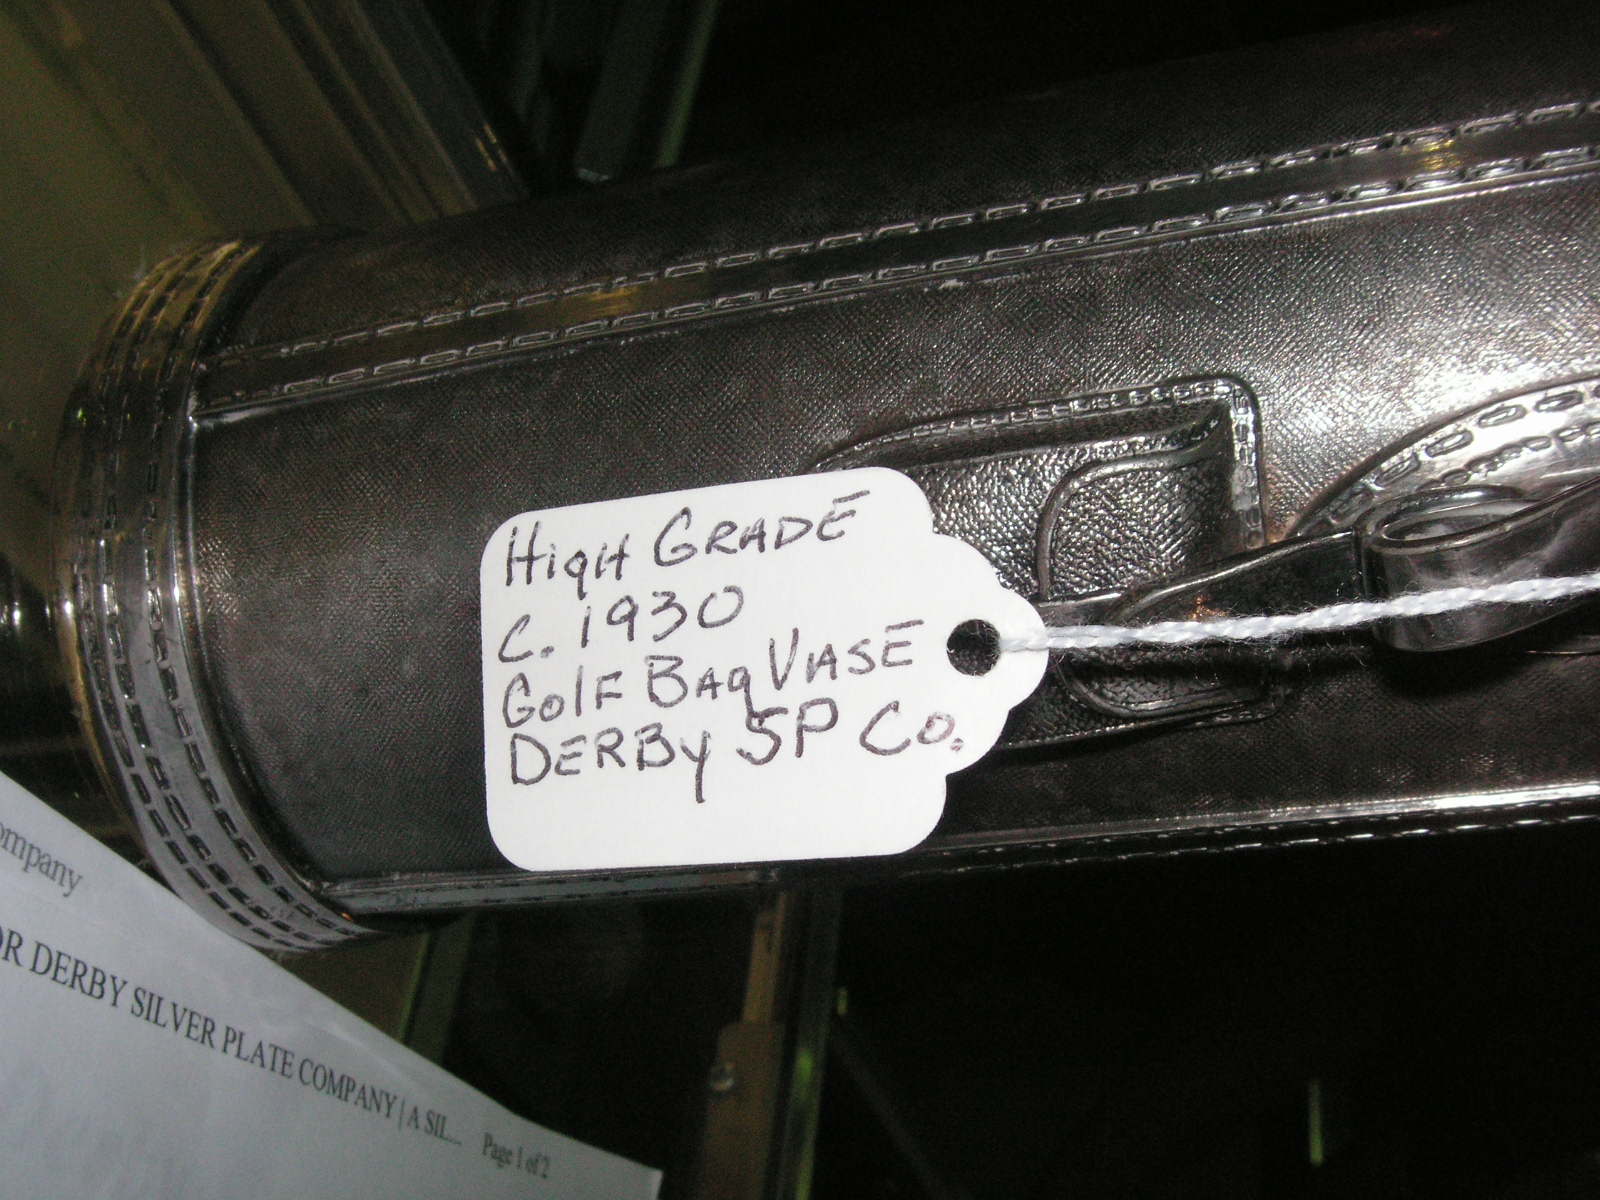 HigH GRADE
C. 1930
GolF BAg VASE
DERBy SP Co.
ompany
OR DERBY SILVER PLATE COMPANY | A SIL... Page 1 of 2